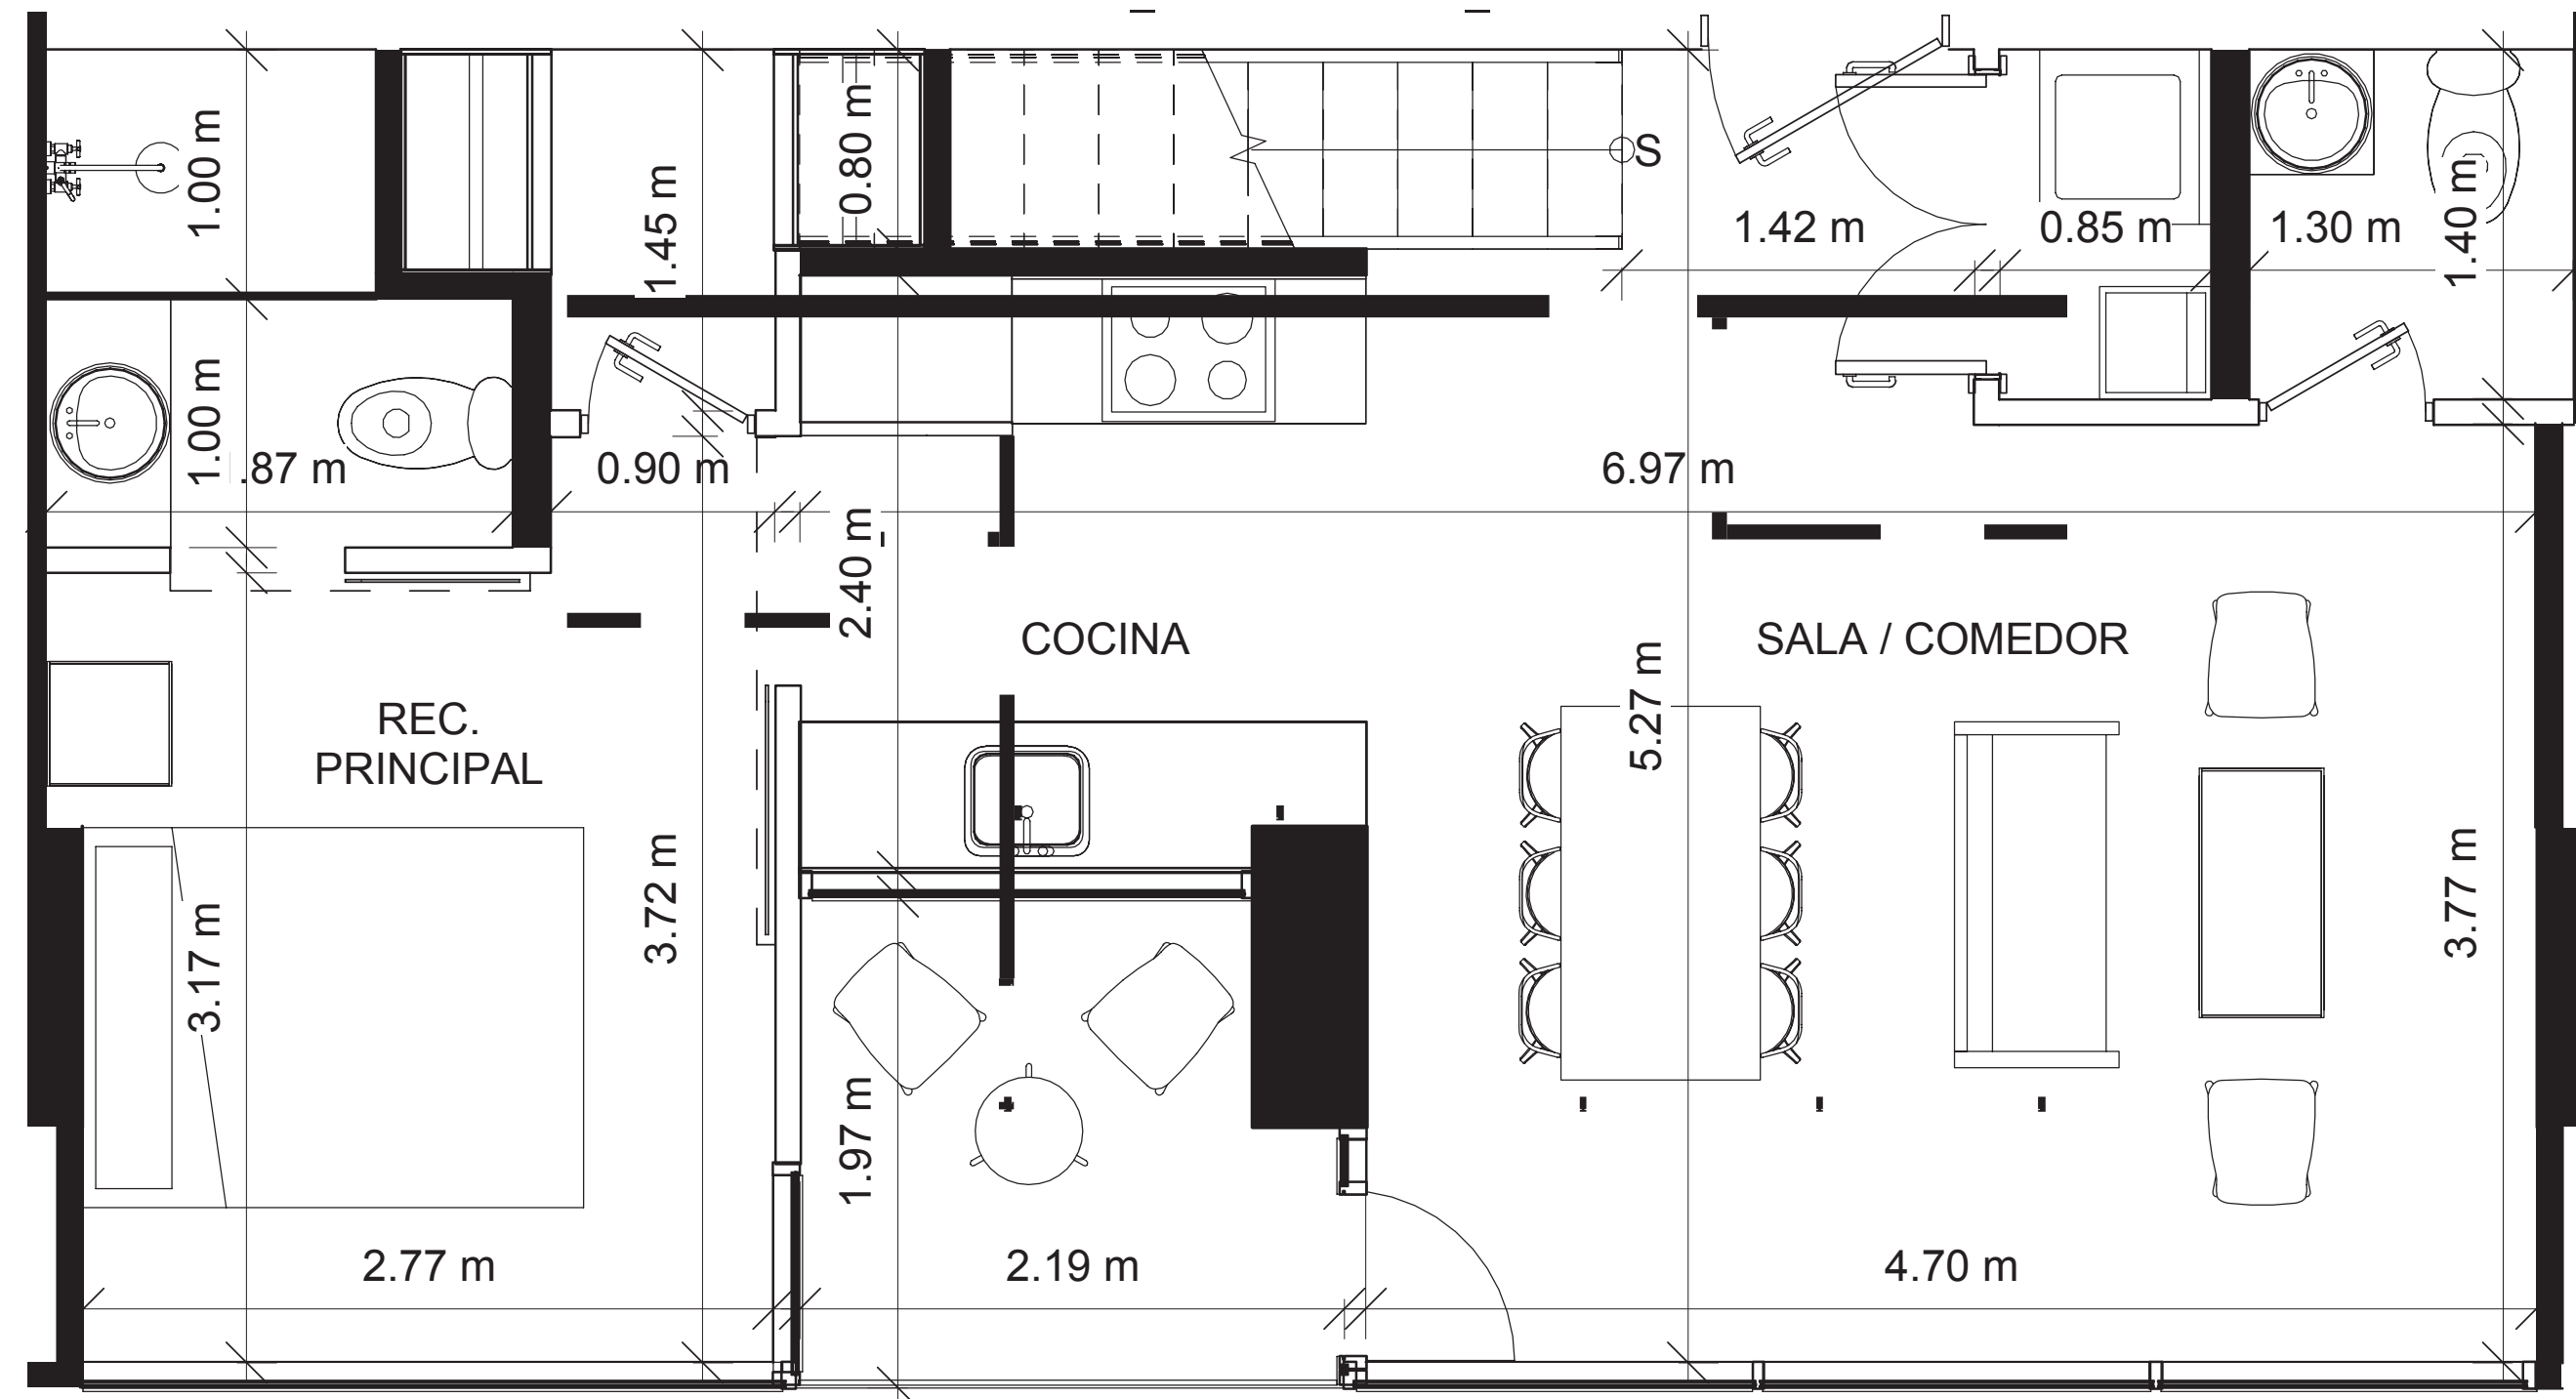 1.00 m
1.45 m
0.80 m
S
1.42 m
0.85 m
1.30 m
1.40 m
1.00 m
.87 m
0.90 m
6.97 m
2.40 m
COCINA
SALA / COMEDOR
5.27 m
REC.
PRINCIPAL
3.17 m
3.72 m
3.77 m
1.97 m
2.77 m
2.19 m
4.70 m